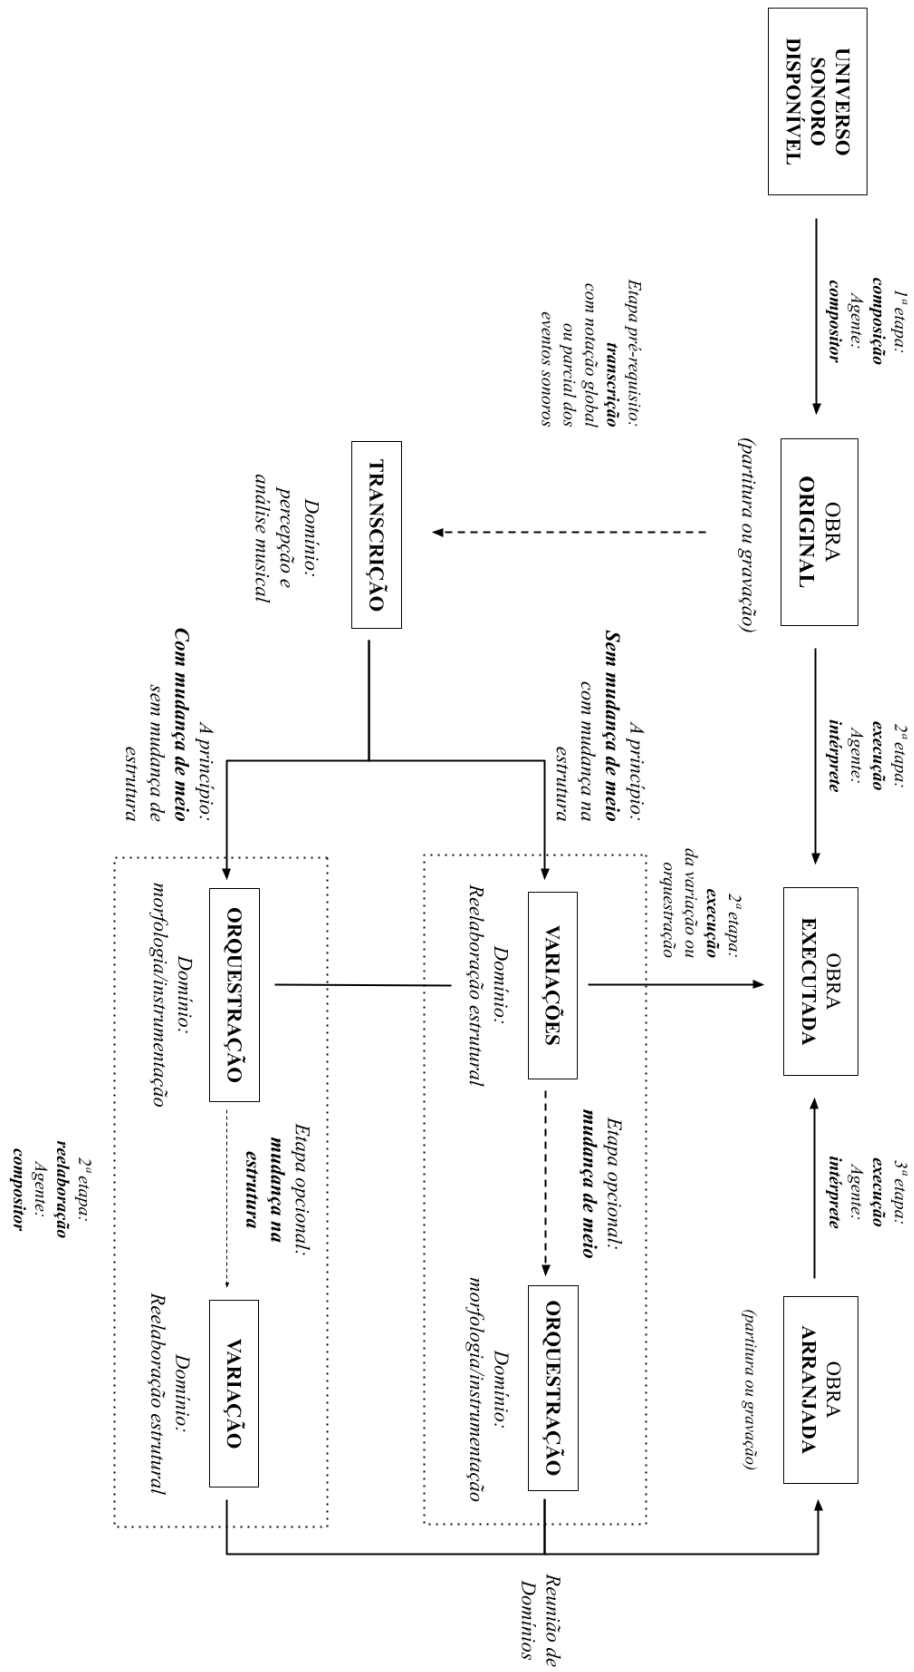 UNIVERSO
SONORO
DISPONÍVEL
1ª etapa:
composição
Agente:
compositor
OBRA
ORIGINAL
(partitura ou gravação)
2ª etapa:
execução
Agente:
intérprete
OBRA
EXECUTADA
3ª etapa:
execução
Agente:
intérprete
OBRA
ARRANJADA
(partitura ou gravação)
Etapa pré-requisito:
transcrição
com notação global
ou parcial dos
eventos sonoros
2ª etapa:
execução
da variação ou
orquestração
TRANSCRIÇÃO
Domínio:
percepção e
análise musical
A princípio:
Sem mudança de meio
com mudança na
estrutura
VARIAÇÕES
Domínio:
Reelaboração estrutural
Etapa opcional:
mudança de meio
ORQUESTRAÇÃO
Domínio:
morfologia/instrumentação
Reunião de
Domínios
A princípio:
Com mudança de meio
sem mudança de
estrutura
ORQUESTRAÇÃO
Domínio:
morfologia/instrumentação
Etapa opcional:
mudança na
estrutura
VARIAÇÃO
Domínio:
Reelaboração estrutural
2ª etapa:
reelaboração
Agente:
compositor